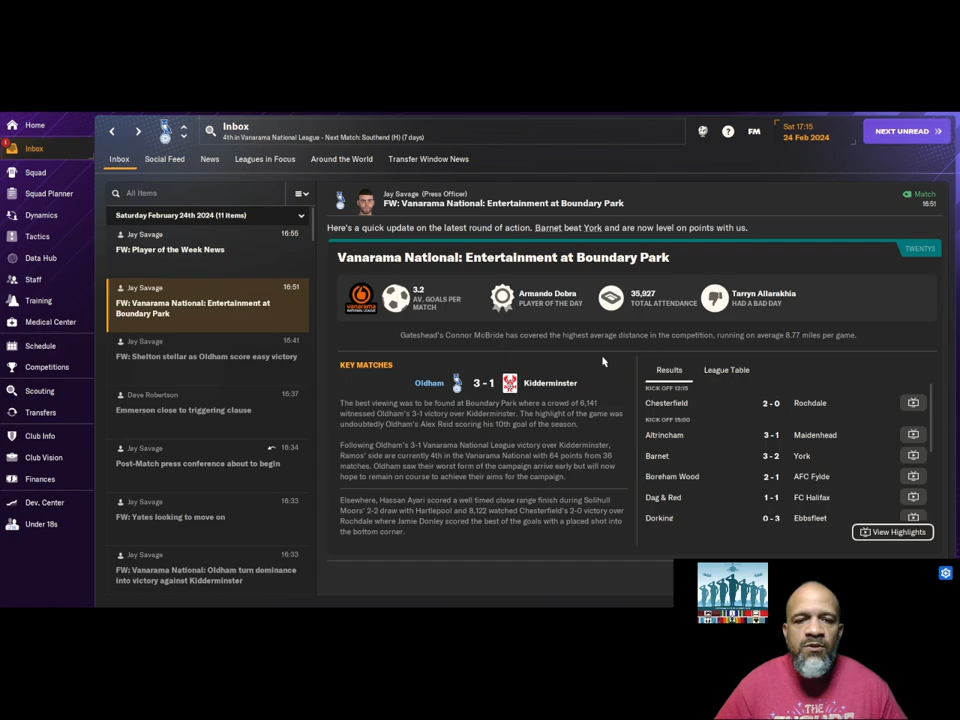 Home
Inbox
Squad
Squad Planner
Dynamics
Tactics
Data Hub
Staff
Training
Medical Center
Schedule
Competitions
Scouting
Transfers
Club Info
Club Vision
Finances
Dev. Center
Under 18s
Inbox
4th in Vanarama National League - Next Match: Southend (H) (7 days)
FM
Sat 17:15
24 Feb 2024
NEXT UNREAD
Inbox Social Feed News Leagues in Focus Around the World Transfer Window News
All Items
Saturday February 24th 2024 (11 items)
Jay Savage 16:55
FW: Player of the Week News
Jay Savage 16:51
FW: Vanarama National: Entertainment at
Boundary Park
Jay Savage 16:41
FW: Shelton stellar as Oldham score easy victory
Dave Robertson 16:37
Emmerson close to triggering clause
Jay Savage 16:34
Post-Match press conference about to begin
Jay Savage 16:33
FW: Yates looking to move on
Jay Savage 16:33
FW: Vanarama National: Oldham turn dominance
into victory against Kidderminster
Jay Savage (Press Officer)
FW: Vanarama National: Entertainment at Boundary Park
Match
16:51
Here's a quick update on the latest round of action. Barnet beat York and are now level on points with us.
TWENTYS
Vanarama National: Entertainment at Boundary Park
3.2
AV. GOALS PER
MATCH
Armando Dobra
PLAYER OF THE DAY
35,927
TOTAL ATTENDANCE
Tarryn Allarakhia
HAD A BAD DAY
Gateshead's Connor McBride has covered the highest average distance in the competition, running on average 8.77 miles per game.
KEY MATCHES
Oldham 3 - 1 Kidderminster
The best viewing was to be found at Boundary Park where a crowd of 6,141
witnessed Oldham's 3-1 victory over Kidderminster. The highlight of the game was
undoubtedly Oldham's Alex Reid scoring his 10th goal of the season.
Following Oldham's 3-1 Vanarama National League victory over Kidderminster,
Ramos' side are currently 4th in the Vanarama National with 64 points from 36
matches. Oldham saw their worst form of the campaign arrive early but will now
hope to remain on course to achieve their aims for the campaign.
Elsewhere, Hassan Ayari scored a well timed close range finish during Solihull
Moors' 2-2 draw with Hartlepool and 8,122 watched Chesterfield's 2-0 victory over
Rochdale where Jamie Donley scored the best of the goals with a placed shot into
the bottom corner.
Results League Table
KICK OFF 12:15
Chesterfield 2 - 0 Rochdale
KICK OFF 15:00
Altrincham 3 - 1 Maidenhead
Barnet 3 - 2 York
Boreham Wood 2 - 1 AFC Fylde
Dag & Red 1 - 1 FC Halifax
Dorking 0 - 3 Ebbsfleet
View Highlights
THE